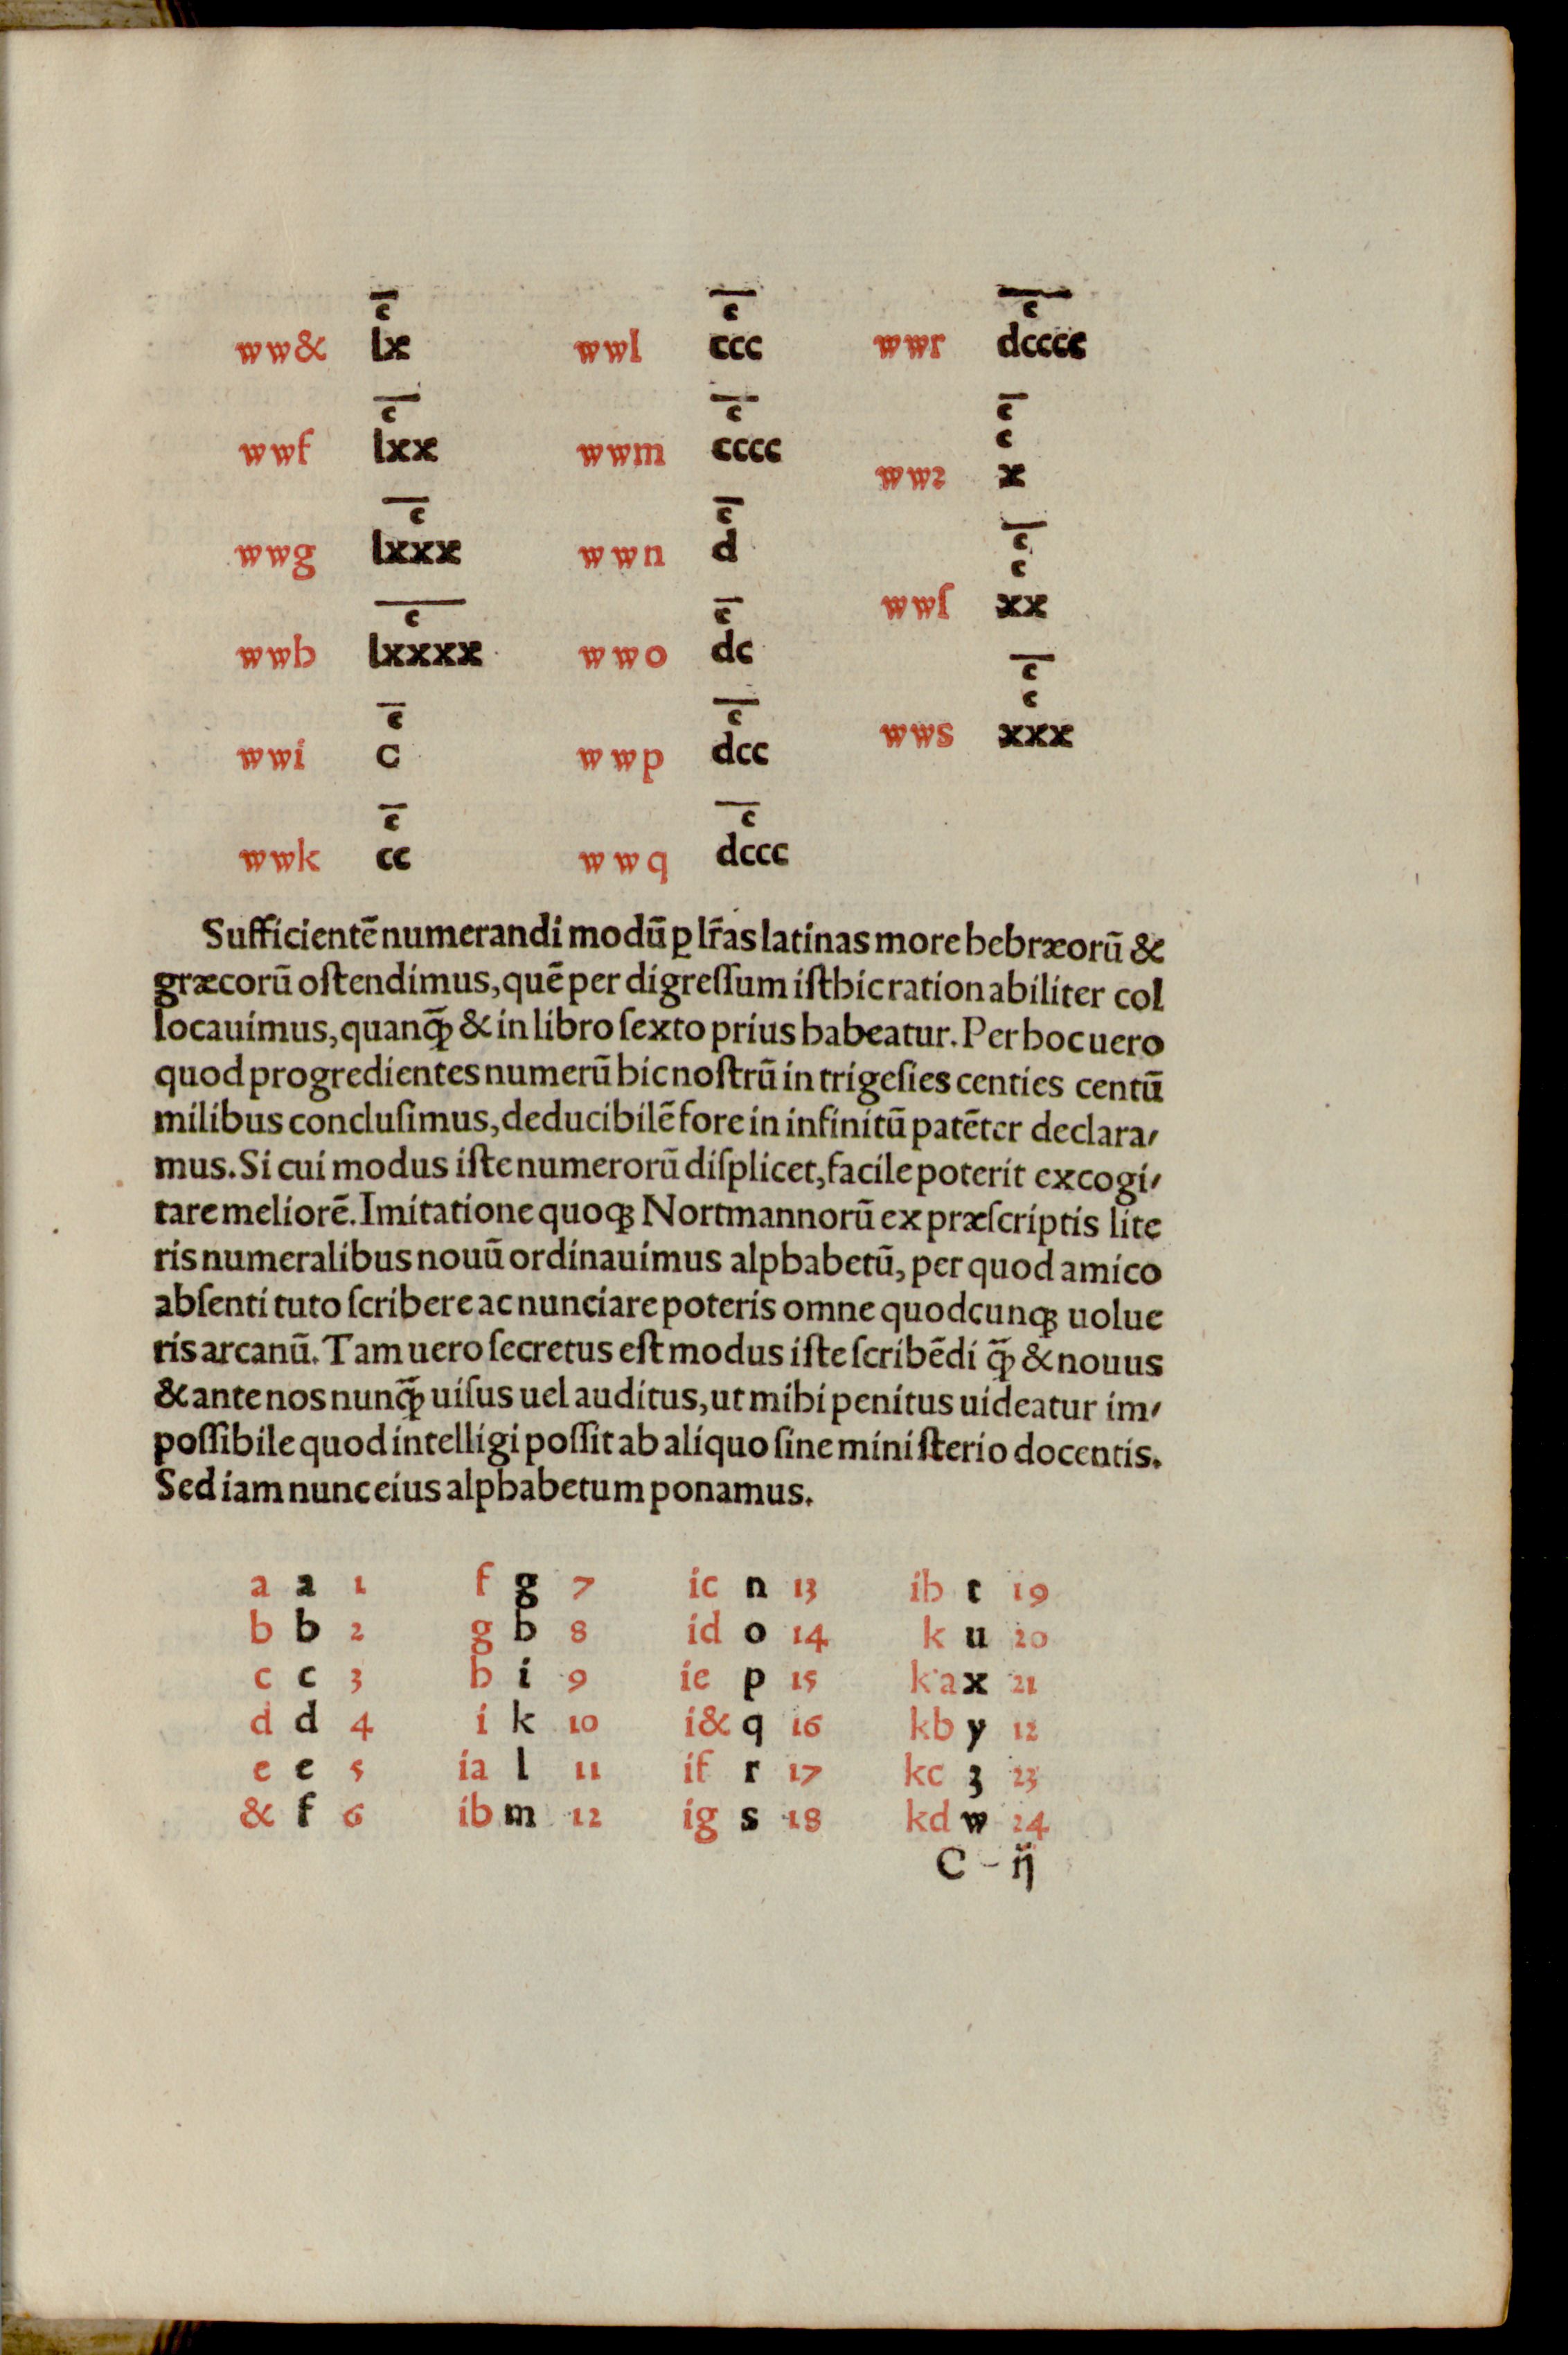 c̅ c̅ c̅
ww& lx wwl ccc wwr dcccc
c̅ c̅ c̅
wwf lxx wwm cccc c
wwꝛ x
c̅ c̅ c̅
wwg lxxx wwn d c
wwſ xx
c̅ c̅ c̅
wwh lxxxx wwo dc c
c̅ c̅
wwi c wwp dcc wws xxx
c̅ c̅
wwk cc wwq dccc
Sufficientē numerandi modū ꝑ lr̄as latinas more hebræorū &
græcorū oſtendimus, quē per digreſſum iſthic rationabiliter col
locauimus, quanq̄ꝫ & in libro ſexto prius habeatur. Per hoc uero
quod progredientes numerū hic noſtrū in trigeſies centies centū
milibus concluſimus, deducibilē fore in infinitū patēter declara/
mus. Si cui modus iſte numerorū diſplicet, facile poterit excogi/
tare meliorē. Imitatione quoqꝫ Nortmannorū ex præſcriptis lite
ris numeralibus nouū ordinauimus alphabetū, per quod amico
abſenti tuto ſcribere ac nunciare poteris omne quodcunqꝫ uolue
ris arcanū. Tam uero ſecretus eſt modus iſte ſcribēdi q̄ꝫ & nouus
& ante nos nunq̄ꝫ uiſus uel auditus, ut mihi penitus uideatur im/
poſſibile quod intelligi poſſit ab aliquo ſine miniſterio docentis.
Sed iam nunc eius alphabetum ponamus.
a a 1 f g 7 ic n 13 ih t 19
b b 2 g h 8 id o 14 k u 20
c c 3 h i 9 ie p 15 ka x 21
d d 4 i k 10 i& q 16 kb y 12
e e 5 ia l 11 if r 17 kc ʒ 23
& f 6 ib m 12 ig s 18 kd w 24
C - ij